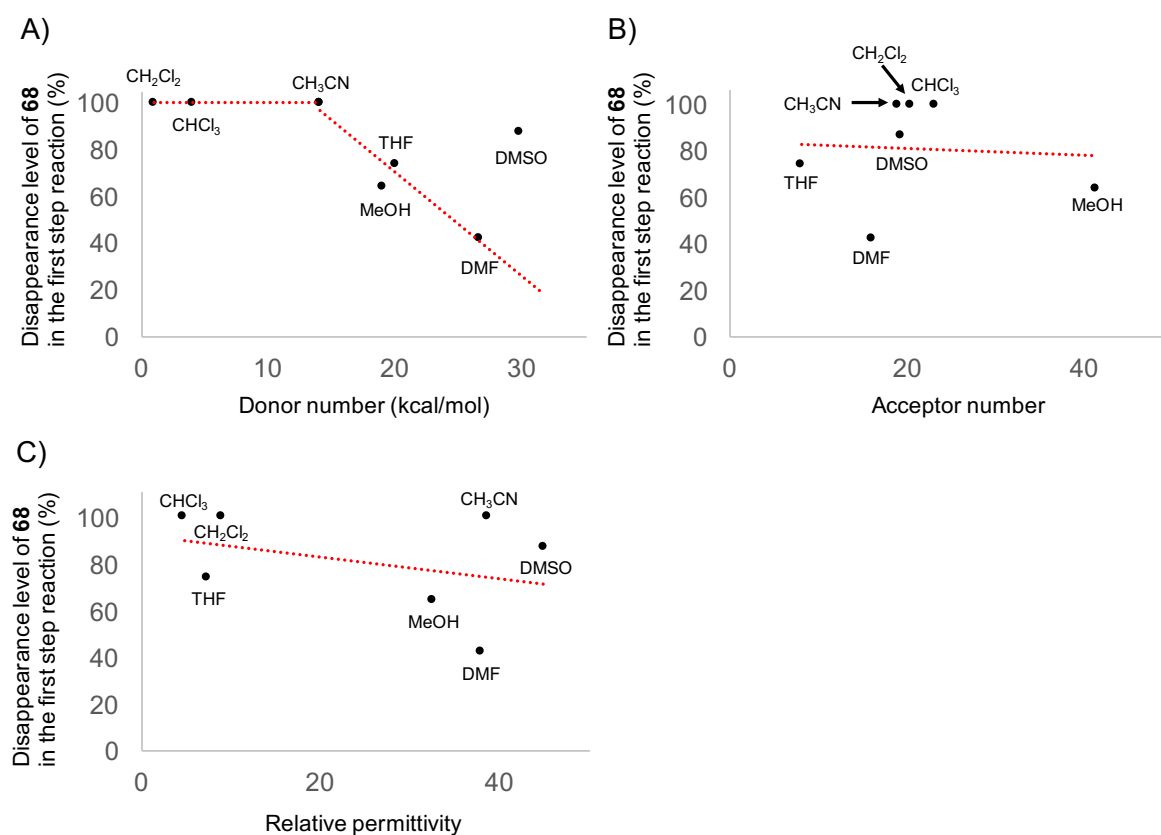 A)
Disappearance level of 68
in the first step reaction (%)
100
80
60
40
20
0
CH₂Cl₂
CHCl₃
CH₃CN
THF
MeOH
DMSO
DMF
0 10 20 30
Donor number (kcal/mol)
B)
Disappearance level of 68
in the first step reaction (%)
100
80
60
40
20
0
CH₂Cl₂
CHCl₃
CH₃CN
DMSO
THF
MeOH
DMF
0 20 40
Acceptor number
C)
Disappearance level of 68
in the first step reaction (%)
100
80
60
40
20
0
CHCl₃
CH₂Cl₂
CH₃CN
DMSO
THF
MeOH
DMF
0 20 40
Relative permittivity